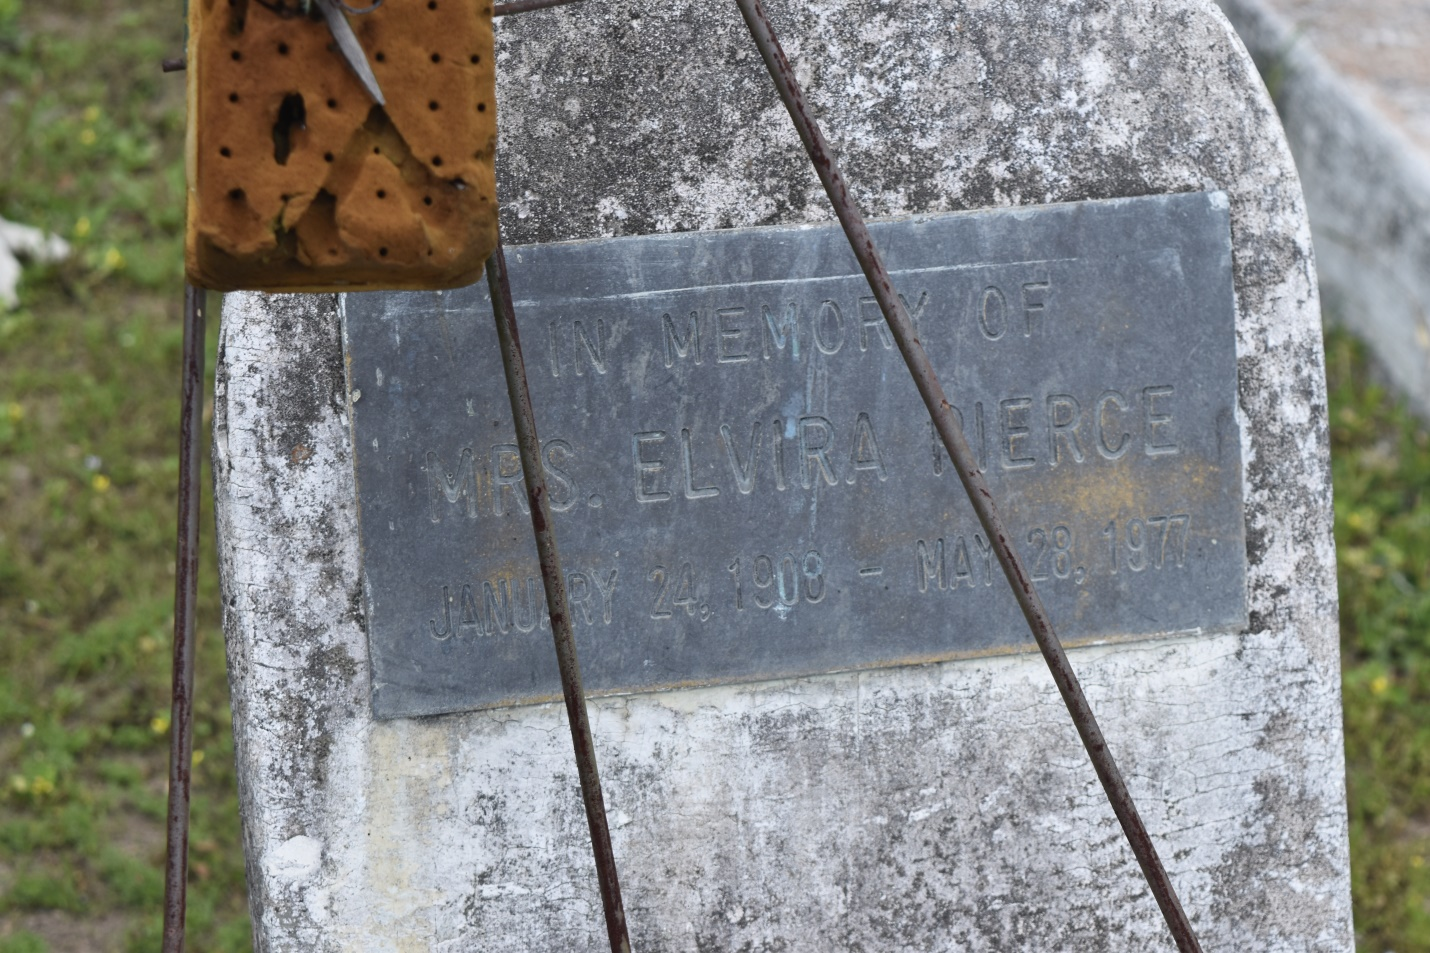 IN MEMORY OF
MRS. ELVIRA PIERCE
JANUARY 24, 1908 - MAY 28, 1977